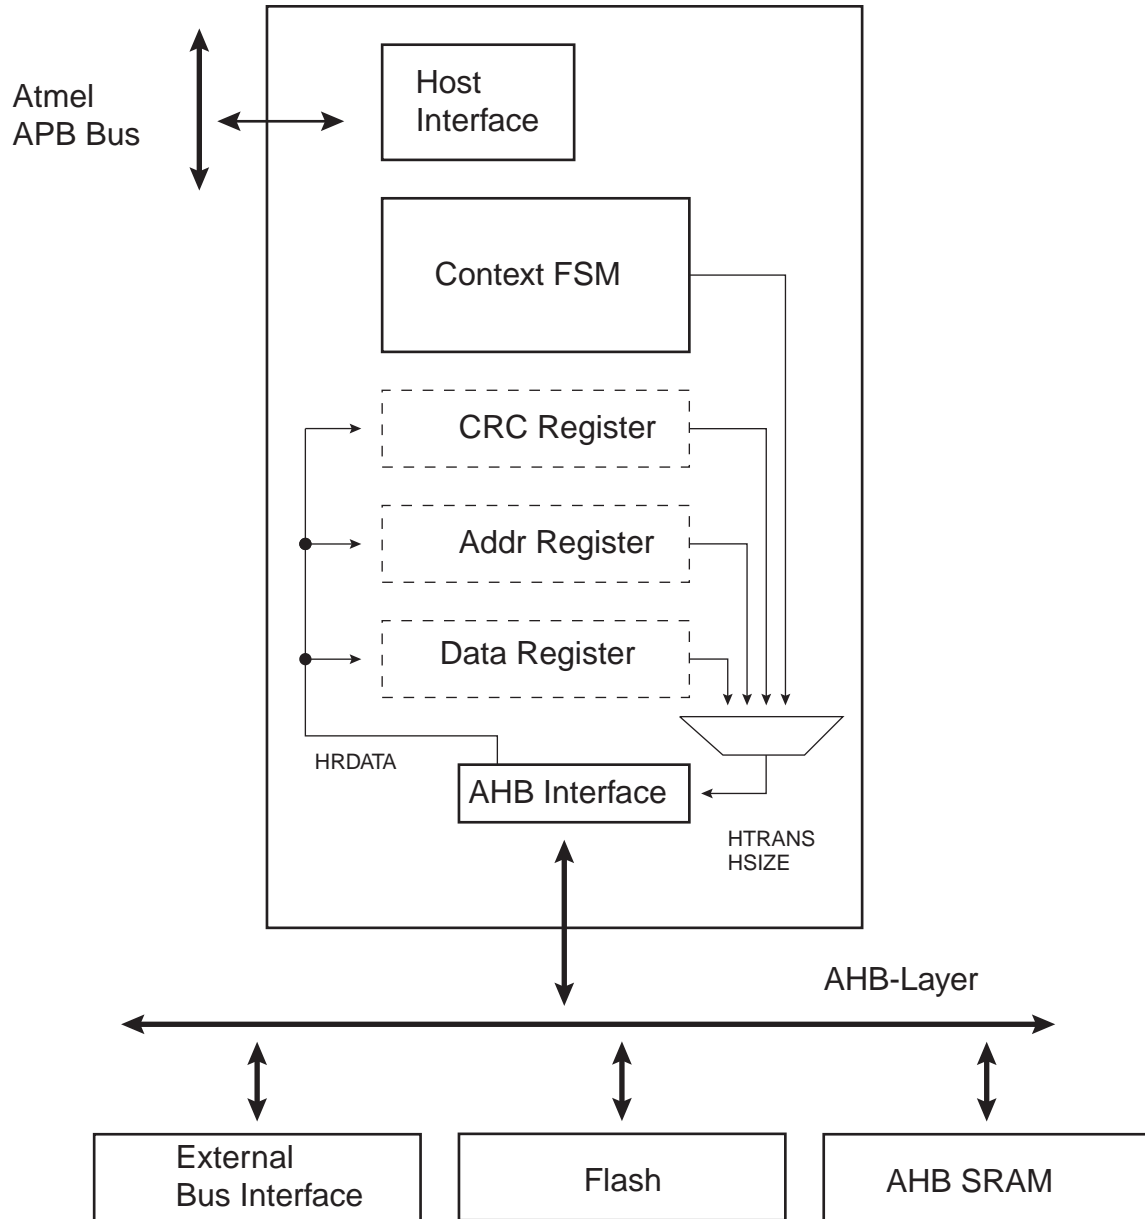 Atmel
APB Bus
Host
Interface
Context FSM
CRC Register
Addr Register
Data Register
HRDATA
AHB Interface
HTRANS
HSIZE
AHB-Layer
External
Bus Interface
Flash
AHB SRAM